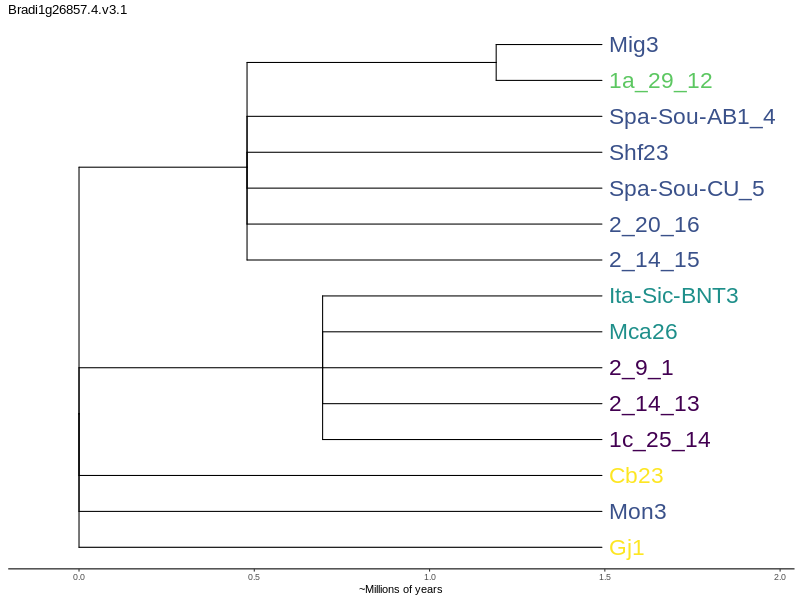 Bradi1g26857.4.v3.1
Mig3
1a_29_12
Spa-Sou-AB1_4
Shf23
Spa-Sou-CU_5
2_20_16
2_14_15
Ita-Sic-BNT3
Mca26
2_9_1
2_14_13
1c_25_14
Cb23
Mon3
Gj1
0.0 0.5 1.0 1.5 2.0
~Millions of years